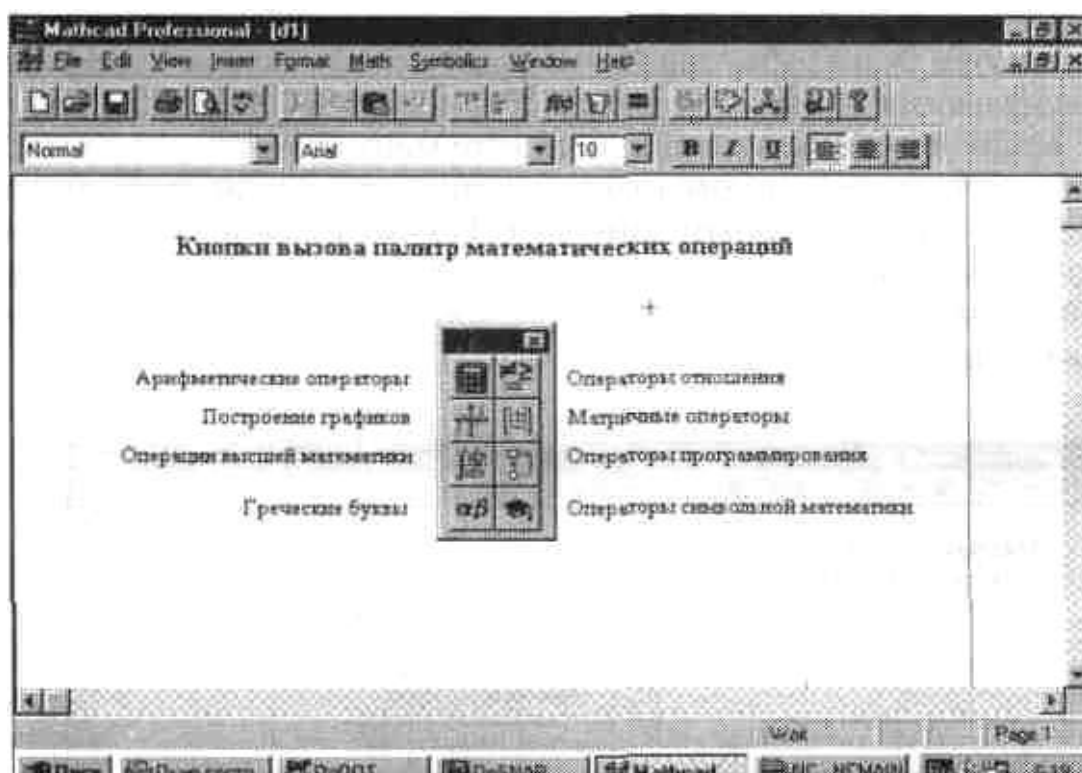 Mathcad Professional - [d1]
File Edit View Insert Format Math Symbolics Window Help
Normal Arial 10 B I U
Кнопки вызова палитр математических операций
Арифметические операторы
Операторы отношения
Построение графиков
Матричные операторы
Операции высшей математики
Операторы программирования
Греческие буквы
αβ
Операторы символьной математики
Page 1
Mathcad